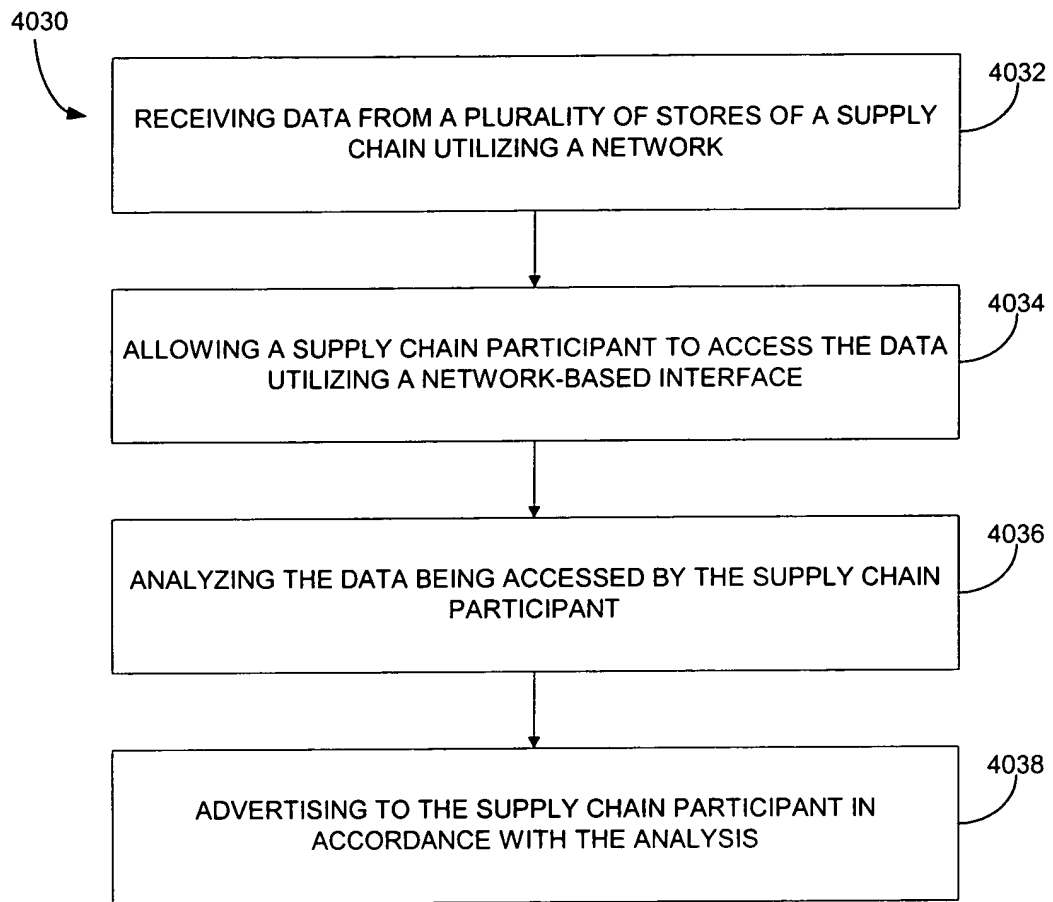 4030
4032
RECEIVING DATA FROM A PLURALITY OF STORES OF A SUPPLY
CHAIN UTILIZING A NETWORK
4034
ALLOWING A SUPPLY CHAIN PARTICIPANT TO ACCESS THE DATA
UTILIZING A NETWORK-BASED INTERFACE
4036
ANALYZING THE DATA BEING ACCESSED BY THE SUPPLY CHAIN
PARTICIPANT
4038
ADVERTISING TO THE SUPPLY CHAIN PARTICIPANT IN
ACCORDANCE WITH THE ANALYSIS